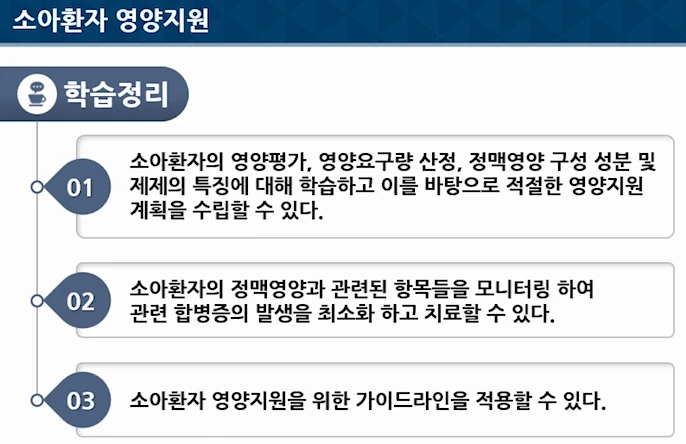 소아환자 영양지원
학습정리
01
소아환자의 영양평가, 영양요구량 산정, 정맥영양 구성 성분 및
제제의 특징에 대해 학습하고 이를 바탕으로 적절한 영양지원
계획을 수립할 수 있다.
02
소아환자의 정맥영양과 관련된 항목들을 모니터링 하여
관련 합병증의 발생을 최소화 하고 치료할 수 있다.
03
소아환자 영양지원을 위한 가이드라인을 적용할 수 있다.